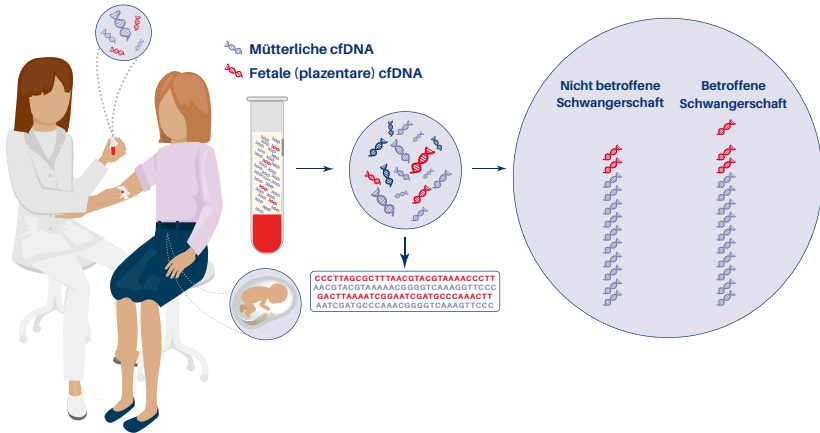 Mütterliche cfDNA
Fetale (plazentare) cfDNA
Nicht betroffene
Schwangerschaft
Betroffene
Schwangerschaft
CCCTTAGCGCTTTAACGTACGTAAAACCCTT
AACGTACGTAAAAACGGGGTCAAAGGTTCCC
GACTTAAAATCGGAATCGATGCCCAAACTT
AATCGATGCCCAAACGGGGTCAAAGTTCCC